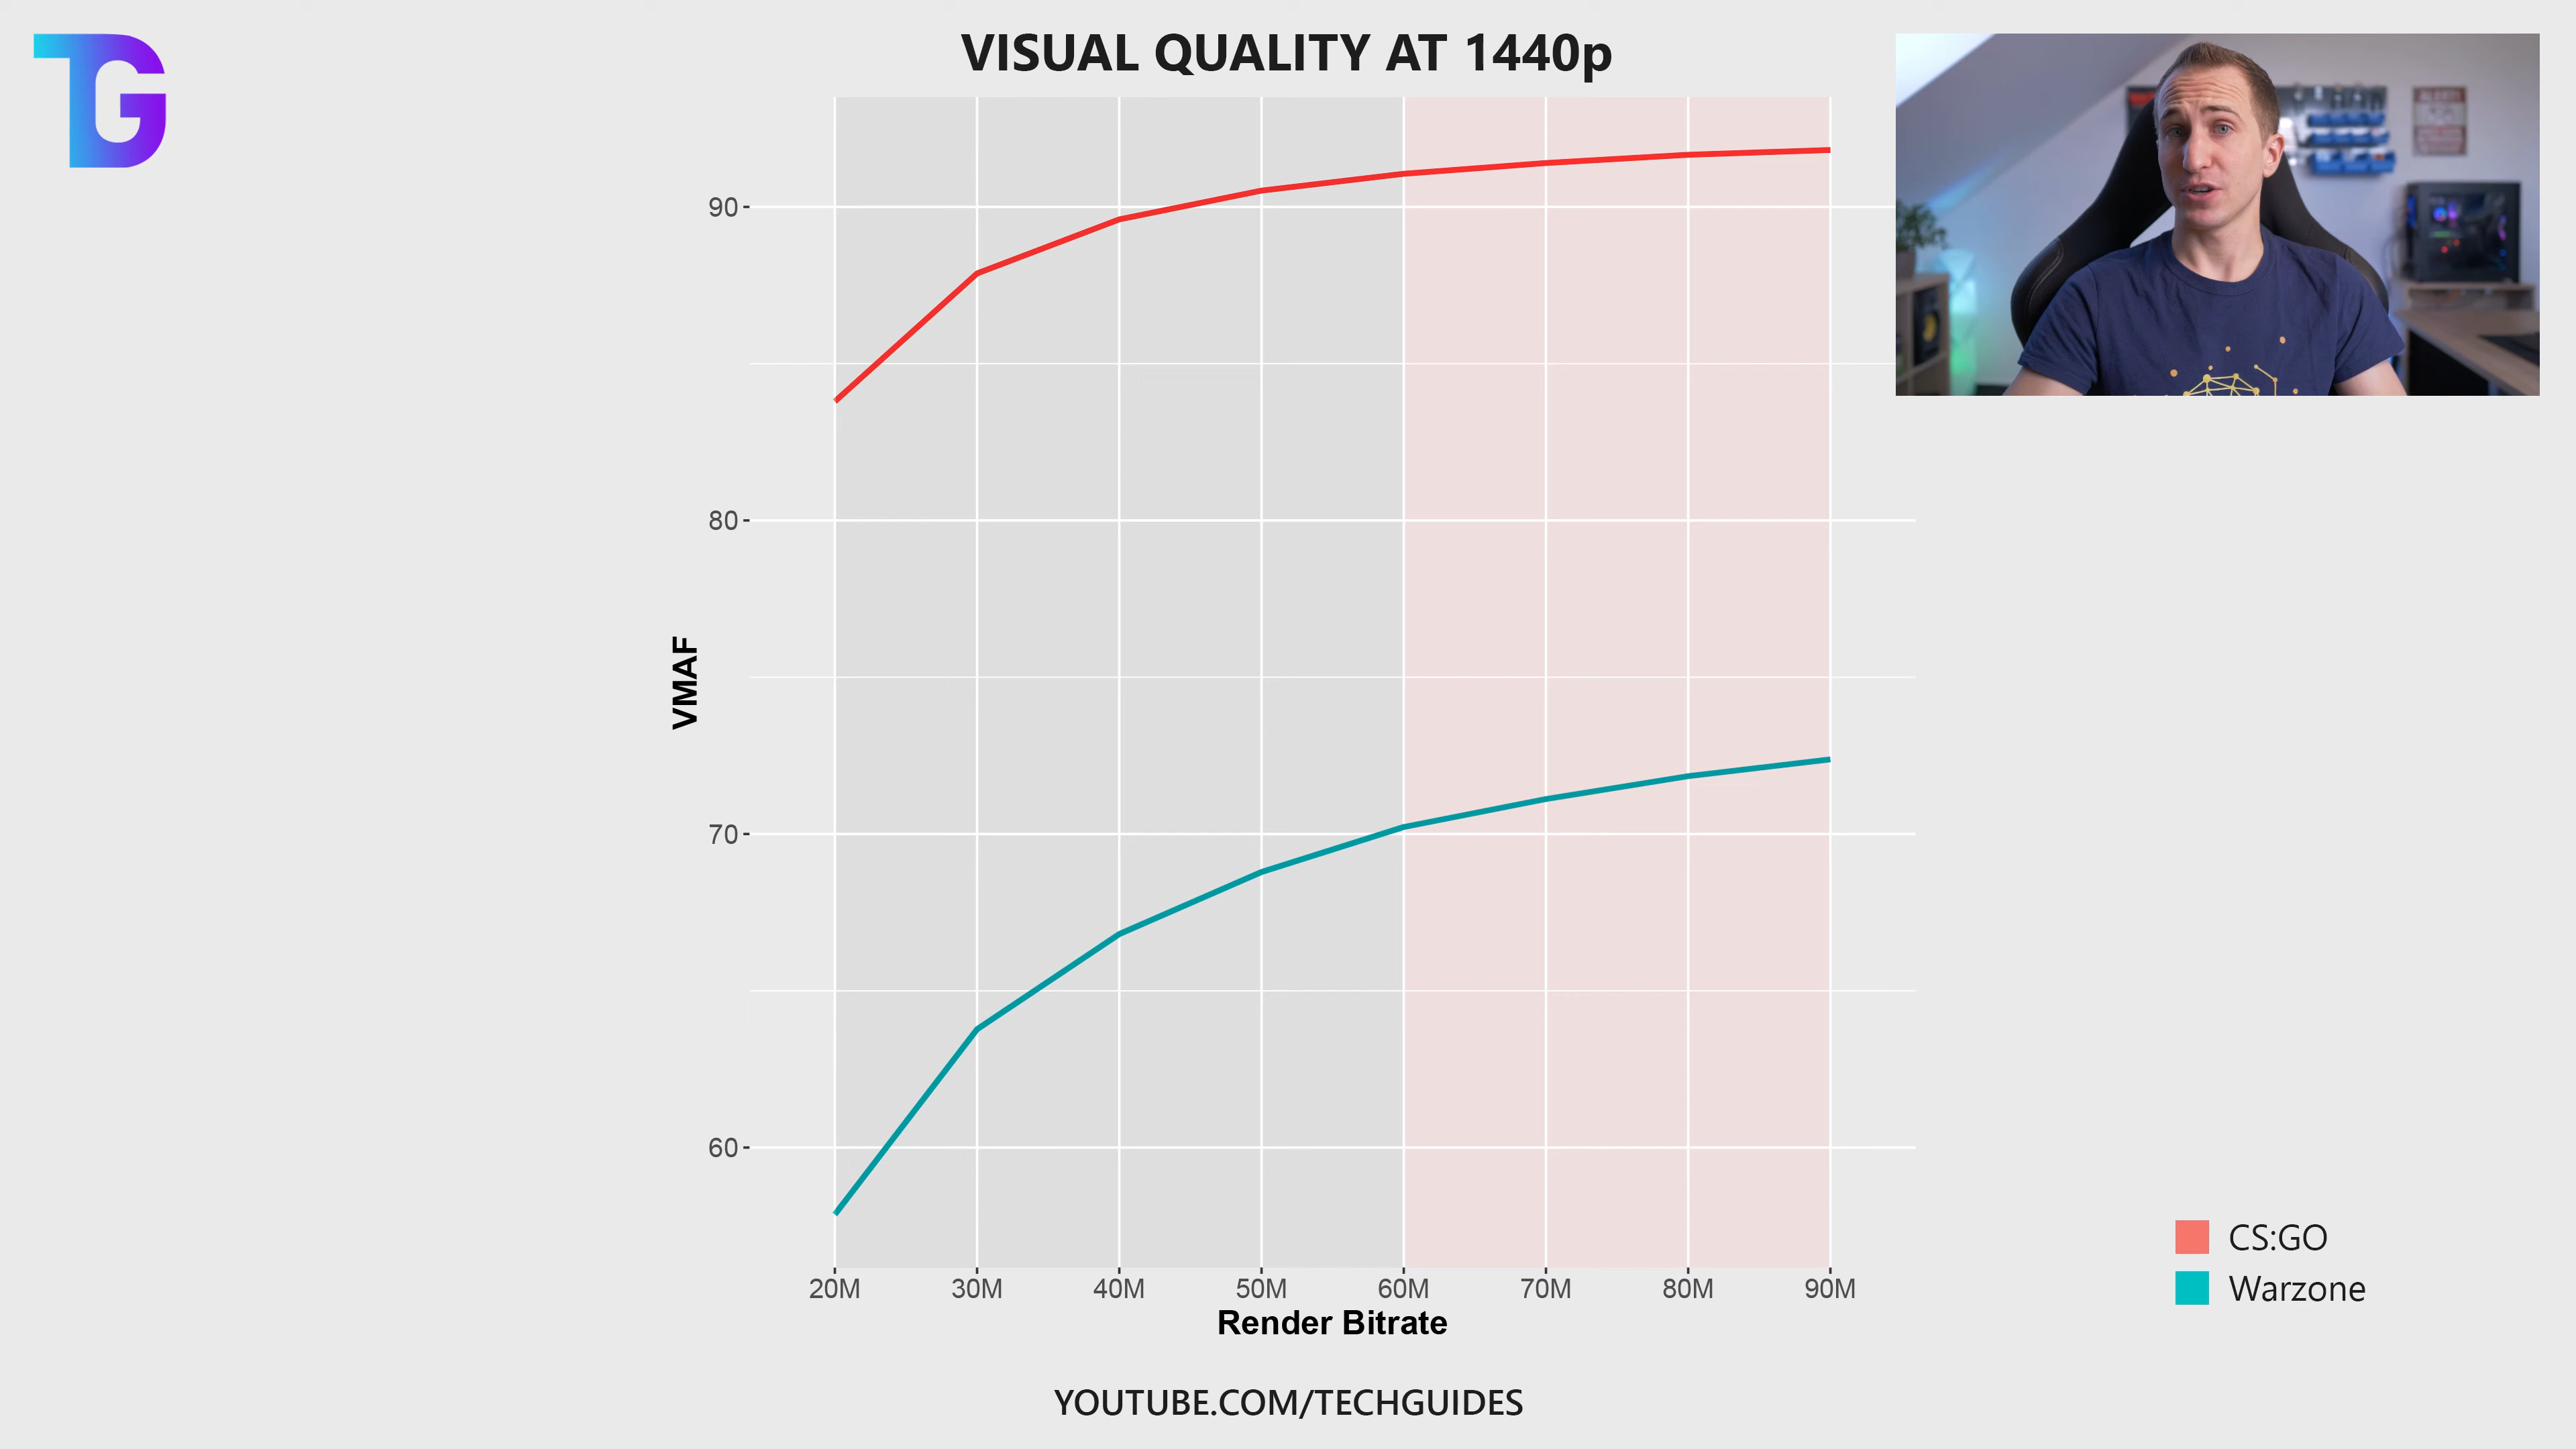 TG
VISUAL QUALITY AT 1440p
90
80
70
60
VMAF
20M 30M 40M 50M 60M 70M 80M 90M
Render Bitrate
CS:GO
Warzone
YOUTUBE.COM/TECHGUIDES